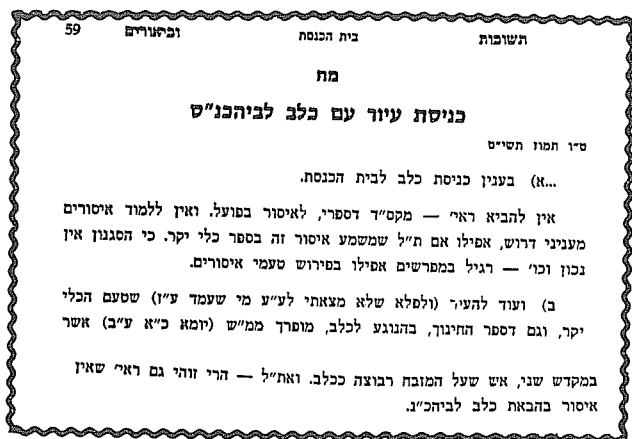 תשובות בית הכנסת וביאורים 59
מח
כניסת עיור עם כלב לביהכנ"ס
ט"ו תמוז תשי"ט
...א) בענין כניסת כלב לבית הכנסת.
אין להביא ראי' — מקס"ד דספרי, לאיסור בפועל. ואין ללמוד איסורים
מעניני דרוש, אפילו אם ת"ל שמשמע איסור זה בספר כלי יקר. כי הסגנון אין
נכון וכו' — רגיל במפרשים אפילו בפירוש טעמי איסורים.
ב) ועוד להעיר (ולפלא שלא מצאתי לע"ע מי שעמד ע"ז) שטעם הכלי
יקר, וגם דספר החינוך, בהנוגע לכלב, מופרך ממ"ש (יומא כ"א ע"ב) אשר
במקדש שני, אש שעל המזבח רבוצה ככלב. ואת"ל — הרי זוהי גם ראי' שאין
איסור בהבאת כלב לביהכ"נ.